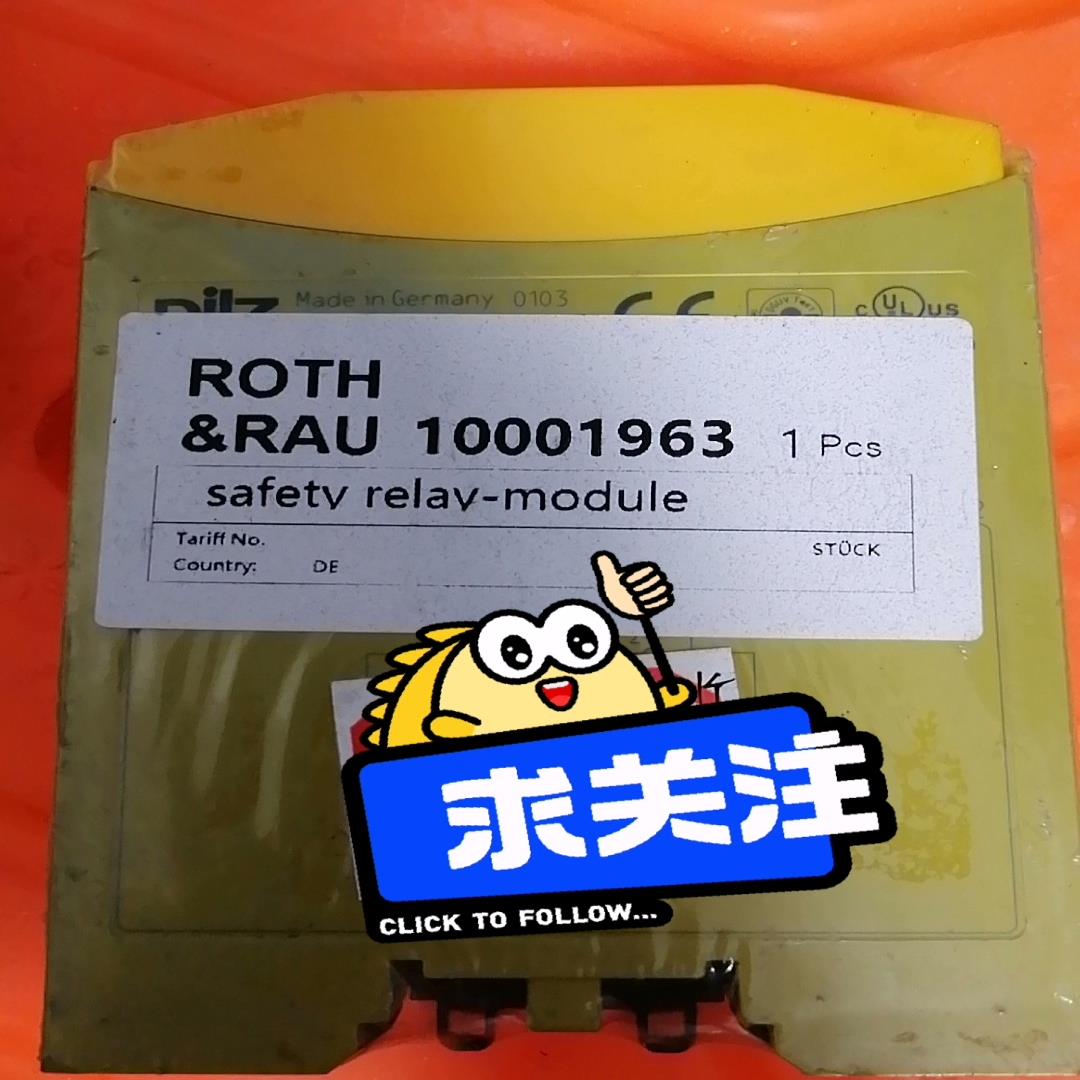 pilz Made in Germany 0103 CE
C UL US
ROTH
&RAU 10001963 1 Pcs
safety relay-module
Tariff No.
STÜCK
Country: DE
求关注
CLICK TO FOLLOW...